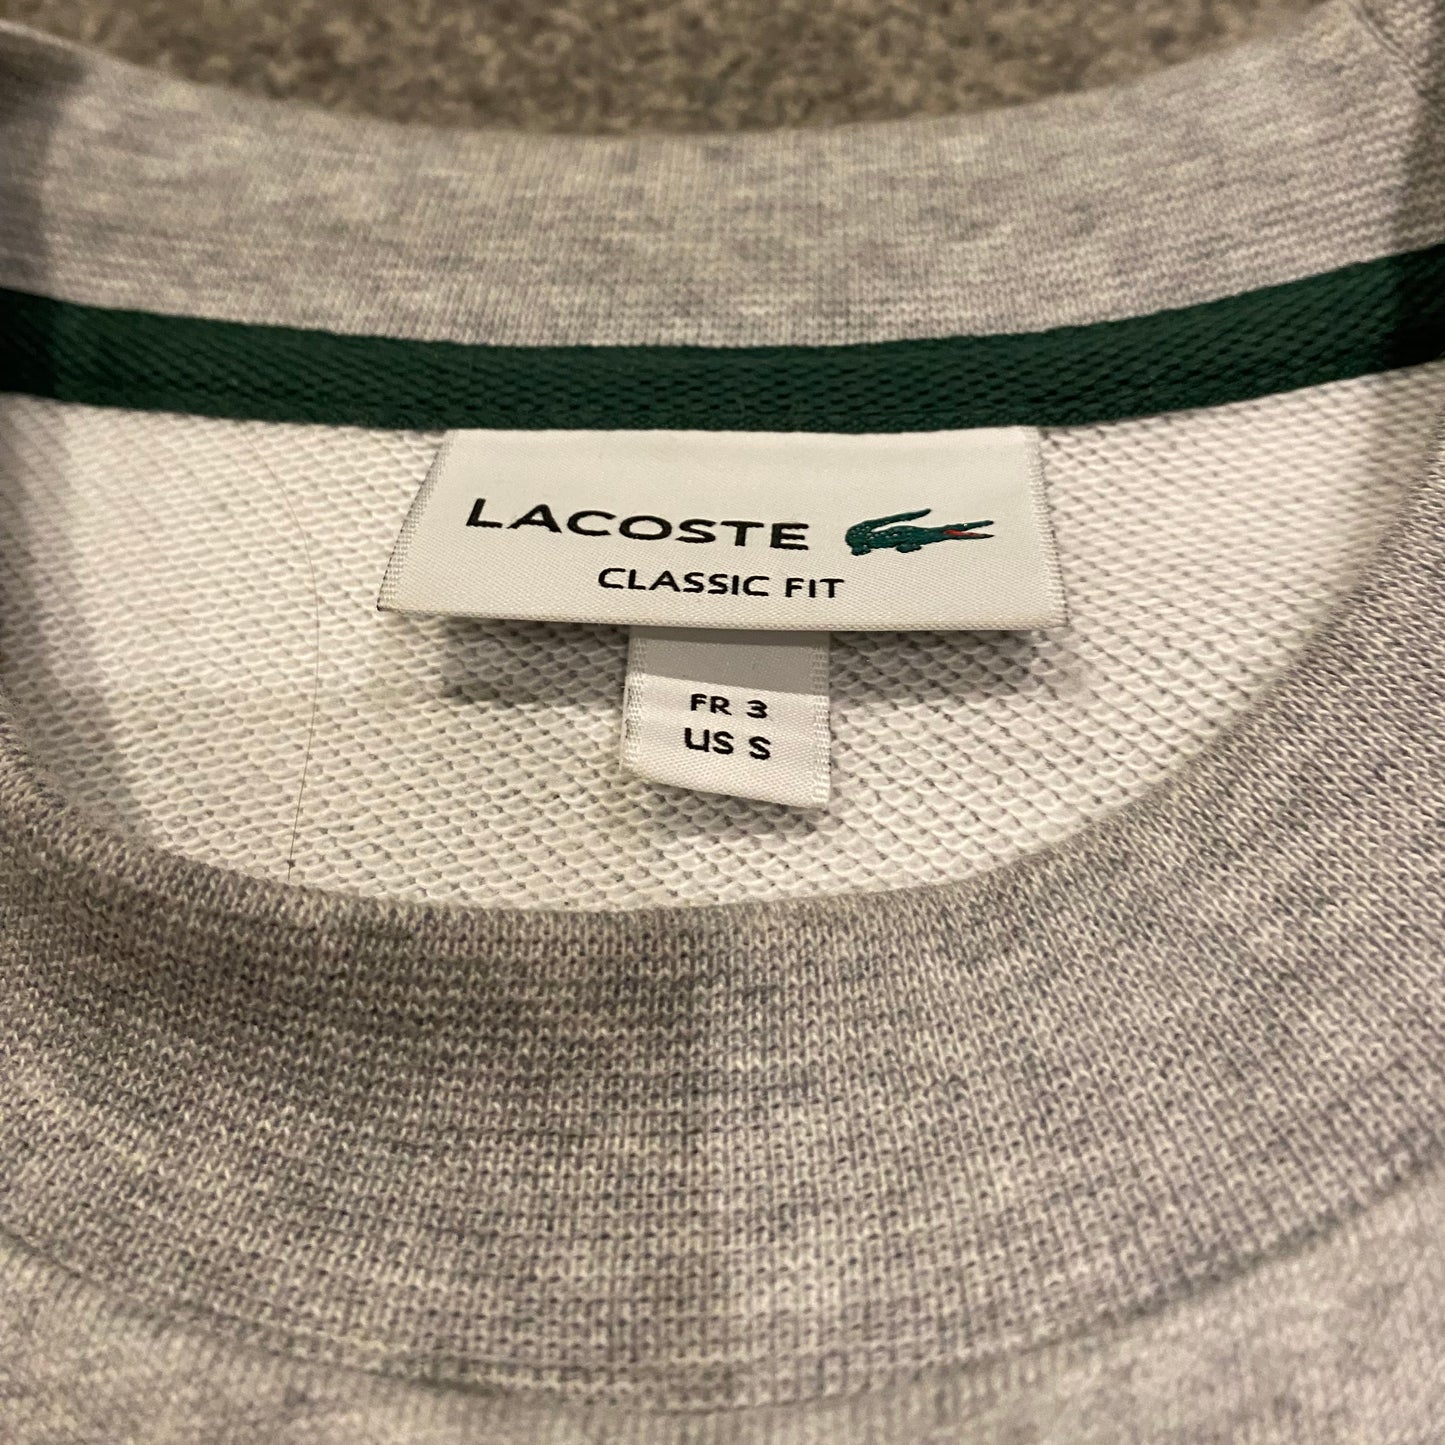 LACOSTE
CLASSIC FIT
FR 3
US S